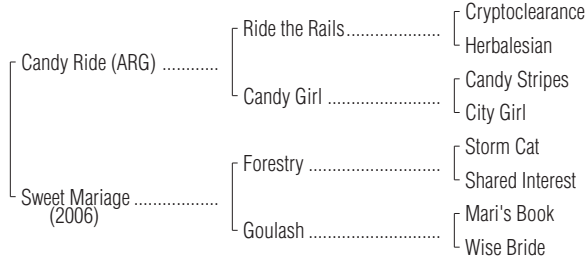 Cryptoclearance
Ride the Rails....................
Herbalesian
Candy Ride (ARG) ............
Candy Stripes
Candy Girl ........................
City Girl
Storm Cat
Forestry ............................
Shared Interest
Sweet Mariage ..................
(2006)
Mari's Book
Goulash ............................
Wise Bride